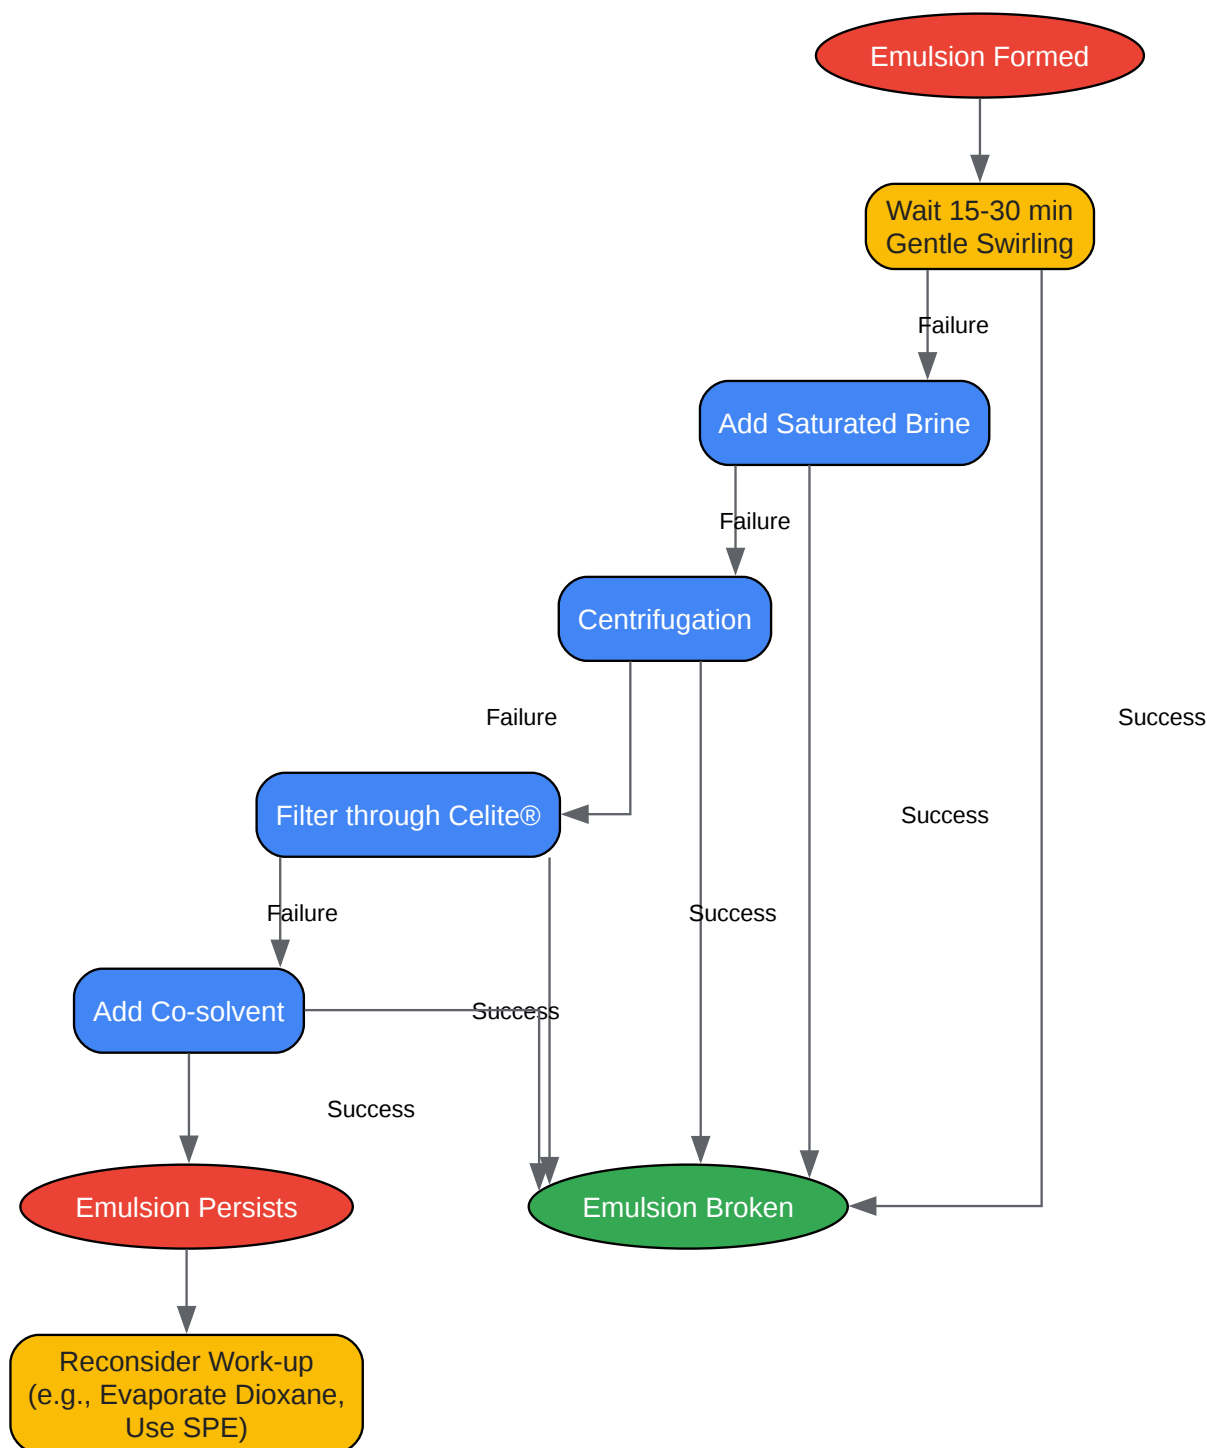 Emulsion Formed
Wait 15-30 min
Gentle Swirling
Failure
Add Saturated Brine
Failure
Centrifugation
Failure
Success
Filter through Celite®
Success
Failure
Success
Add Co-solvent
Success
Success
Emulsion Persists
Emulsion Broken
Reconsider Work-up
(e.g., Evaporate Dioxane,
Use SPE)